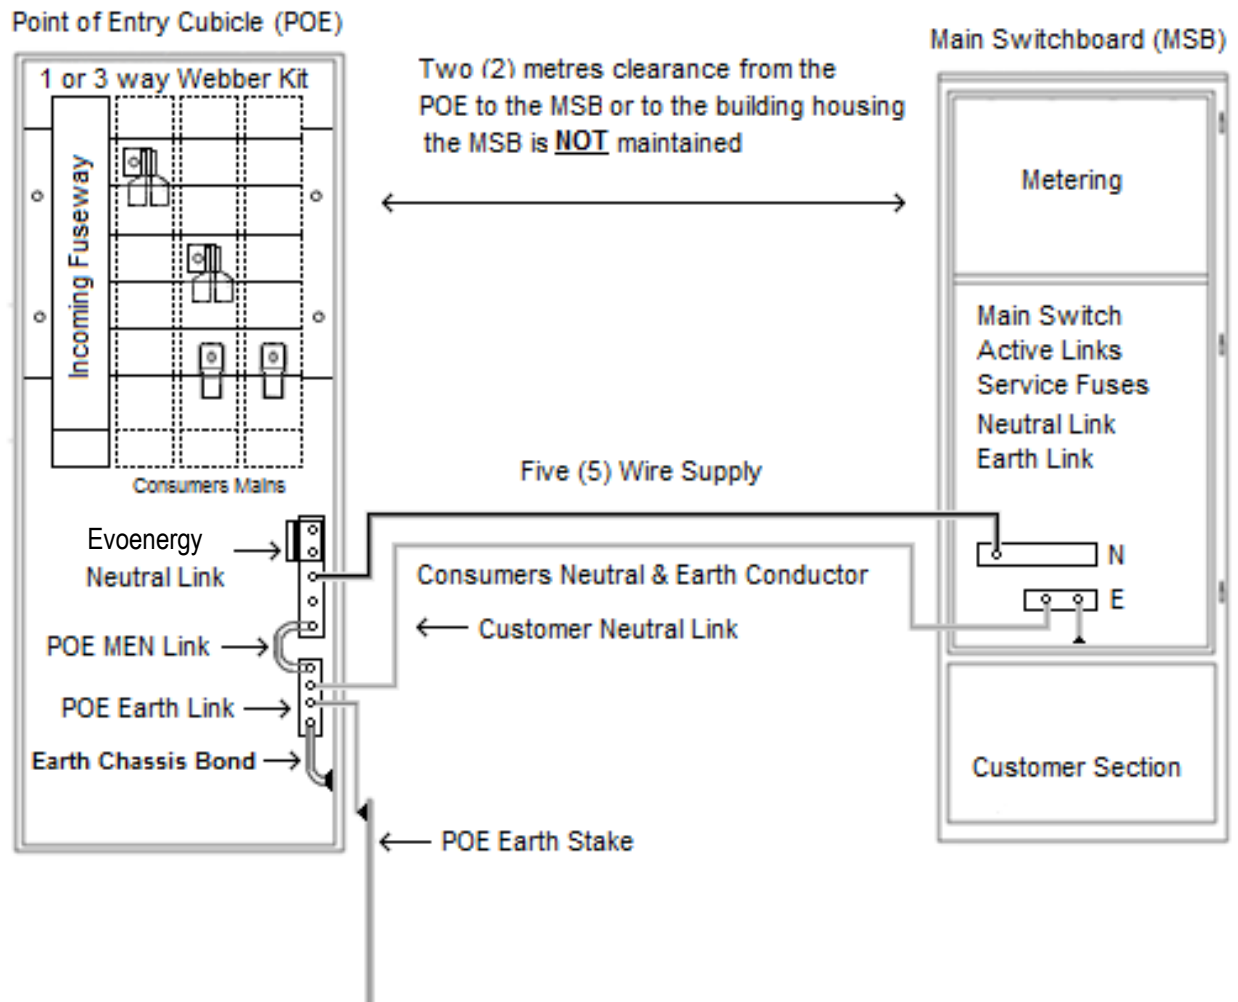 Point of Entry Cubicle (POE)
Main Switchboard (MSB)
1 or 3 way Webber Kit
Two (2) metres clearance from the
POE to the MSB or to the building housing
the MSB is NOT maintained
Incoming Fuseway
Metering
Main Switch
Active Links
Service Fuses
Neutral Link
Earth Link
Consumers Mains
Five (5) Wire Supply
Evoenergy
Neutral Link
N
Consumers Neutral & Earth Conductor
E
Customer Neutral Link
POE MEN Link
POE Earth Link
Earth Chassis Bond
Customer Section
POE Earth Stake